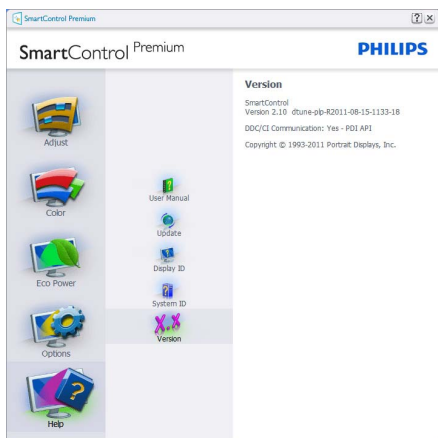 SmartControl Premium
SmartControl Premium
PHILIPS
Adjust
Color
Eco Power
Options
Help
User Manual
Update
Display ID
System ID
X.X
Version
Version
SmartControl
Version 2.10 dtune-plp-R2011-08-15-1133-18
DDC/CI Communication: Yes - PDI API
Copyright © 1993-2011 Portrait Displays, Inc.